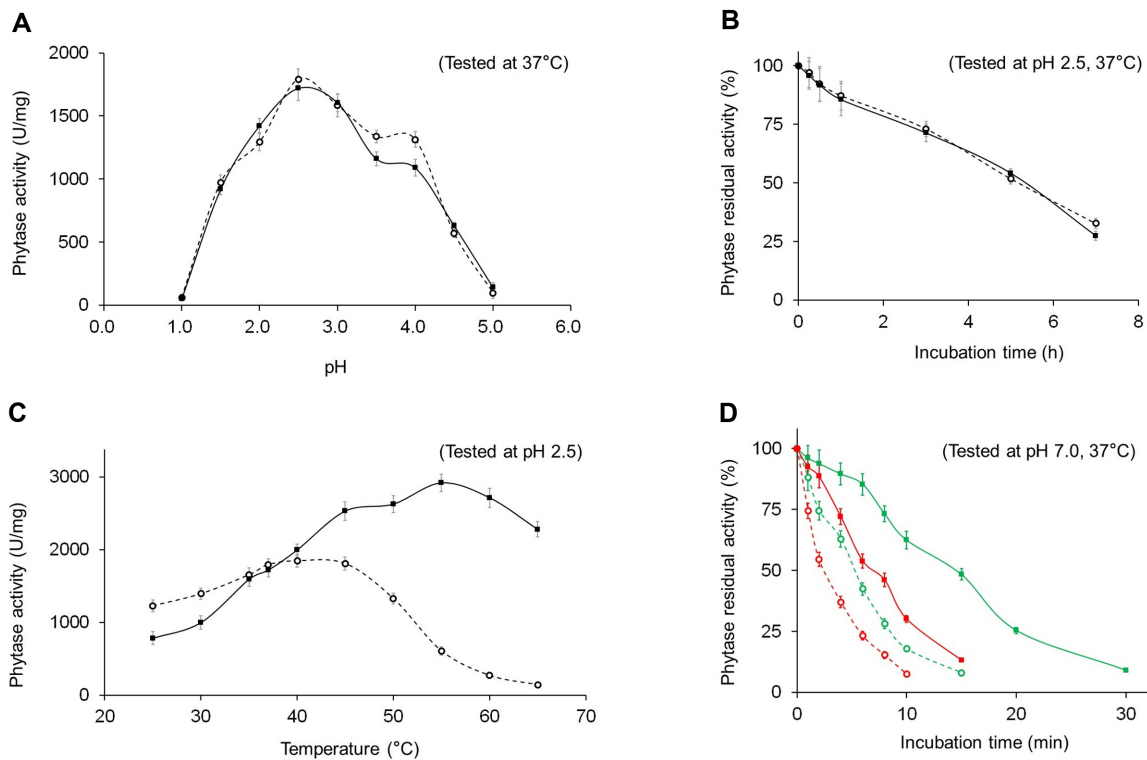 A
(Tested at 37°C)
Phytase activity (U/mg)
2000
1500
1000
500
0
0.0 1.0 2.0 3.0 4.0 5.0 6.0
pH
B
(Tested at pH 2.5, 37°C)
Phytase residual activity (%)
100
75
50
25
0
0 2 4 6 8
Incubation time (h)
C
(Tested at pH 2.5)
Phytase activity (U/mg)
3000
2000
1000
0
20 30 40 50 60 70
Temperature (°C)
D
(Tested at pH 7.0, 37°C)
Phytase residual activity (%)
100
75
50
25
0
0 10 20 30
Incubation time (min)